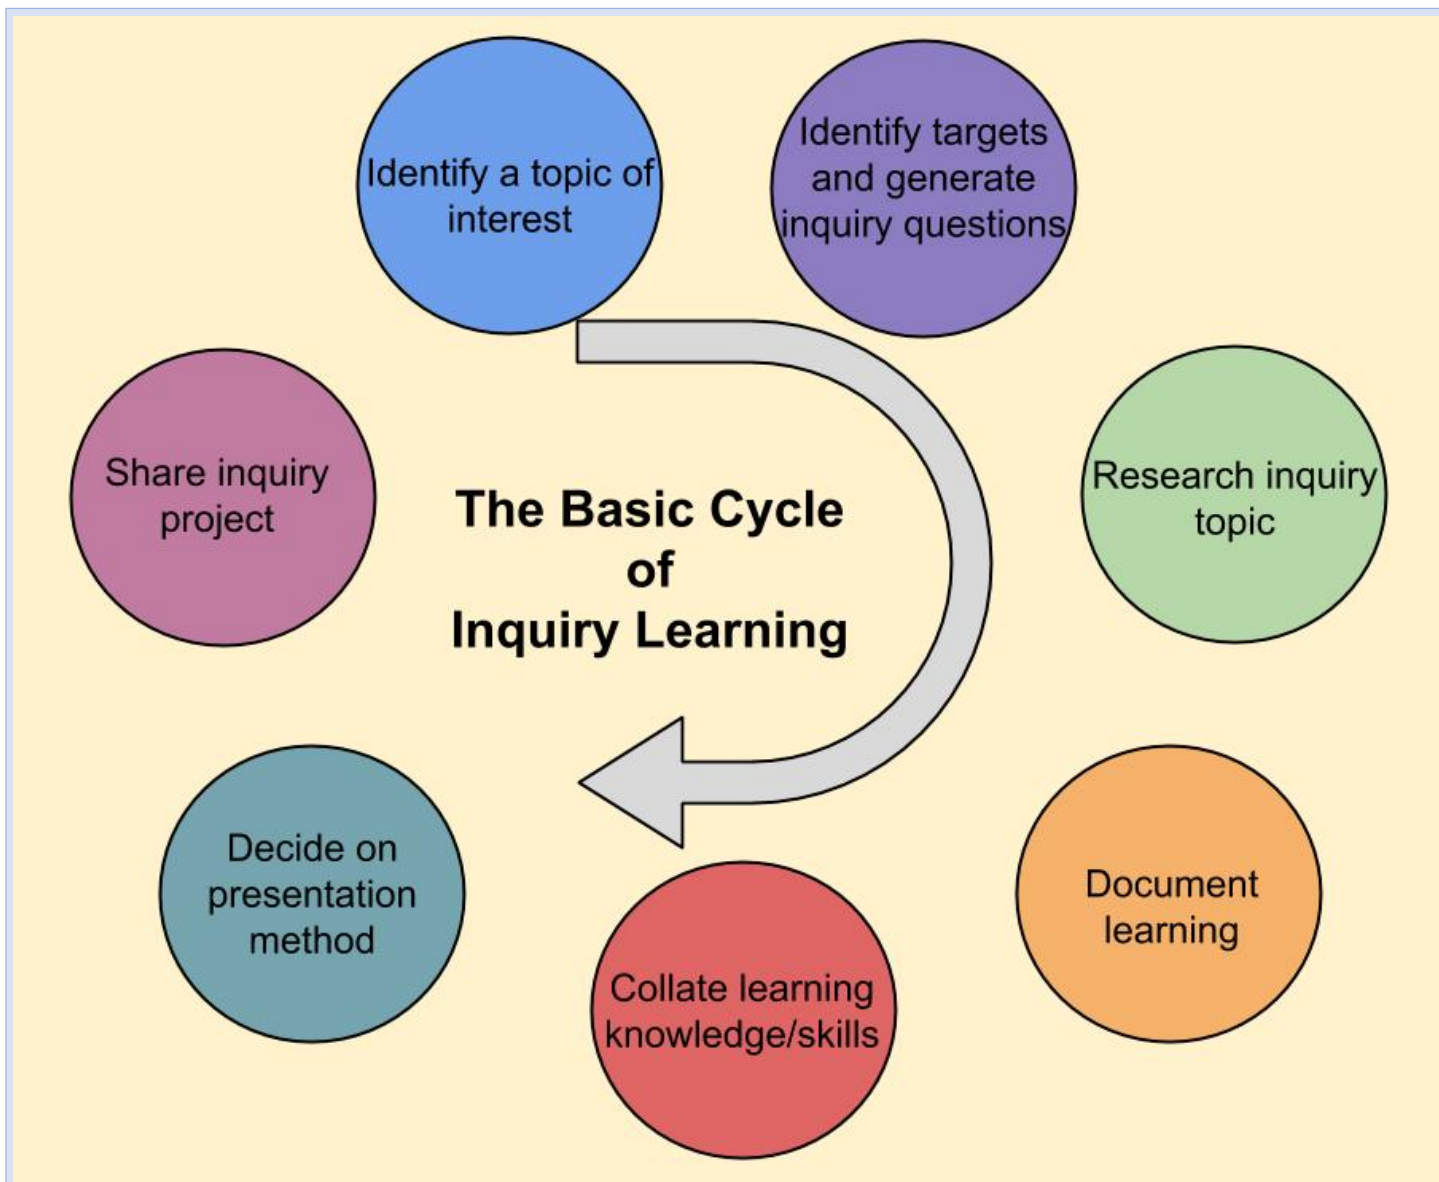 Identify a topic of
interest
Identify targets
and generate
inquiry questions
Research inquiry
topic
Document
learning
Collate learning
knowledge/skills
Decide on
presentation
method
Share inquiry
project
The Basic Cycle
of
Inquiry Learning